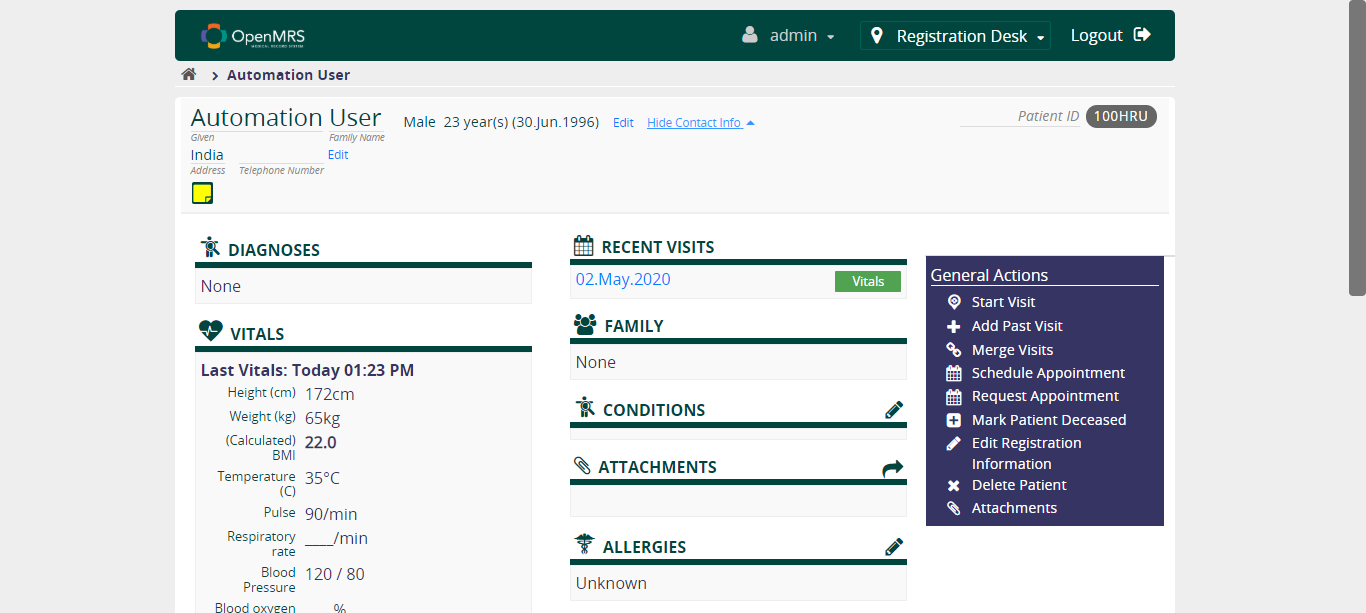 OpenMRS
MEDICAL RECORD SYSTEM
admin
Registration Desk
Logout
Automation User
Automation User
Given
Family Name
Male 23 year(s) (30.Jun.1996) Edit Hide Contact Info
Patient ID 100HRU
India
Edit
Address
Telephone Number
DIAGNOSES
None
VITALS
Last Vitals: Today 01:23 PM
Height (cm) 172cm
Weight (kg) 65kg
(Calculated) BMI 22.0
Temperature (C) 35°C
Pulse 90/min
Respiratory rate ____/min
Blood Pressure 120 / 80
Blood oxygen ____%
RECENT VISITS
02.May.2020 Vitals
FAMILY
None
CONDITIONS
ATTACHMENTS
ALLERGIES
Unknown
General Actions
Start Visit
Add Past Visit
Merge Visits
Schedule Appointment
Request Appointment
Mark Patient Deceased
Edit Registration
Information
Delete Patient
Attachments